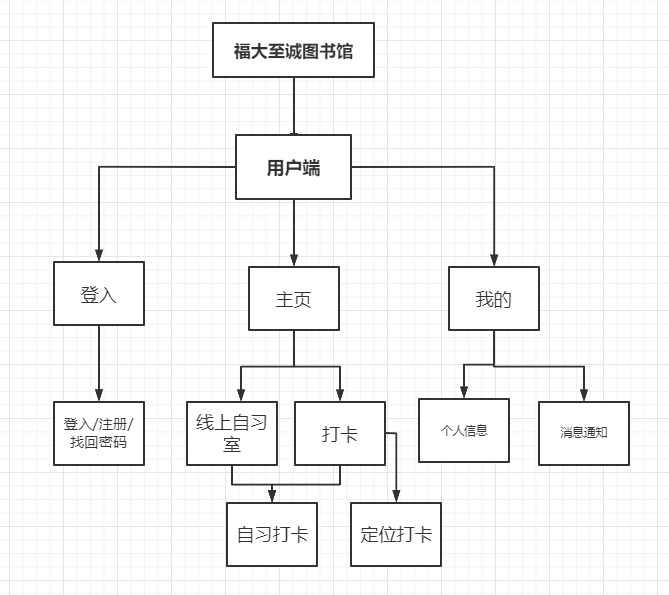 福大至诚图书馆
用户端
登入
主页
我的
登入/注册/
找回密码
线上自习
室
打卡
个人信息
消息通知
自习打卡
定位打卡